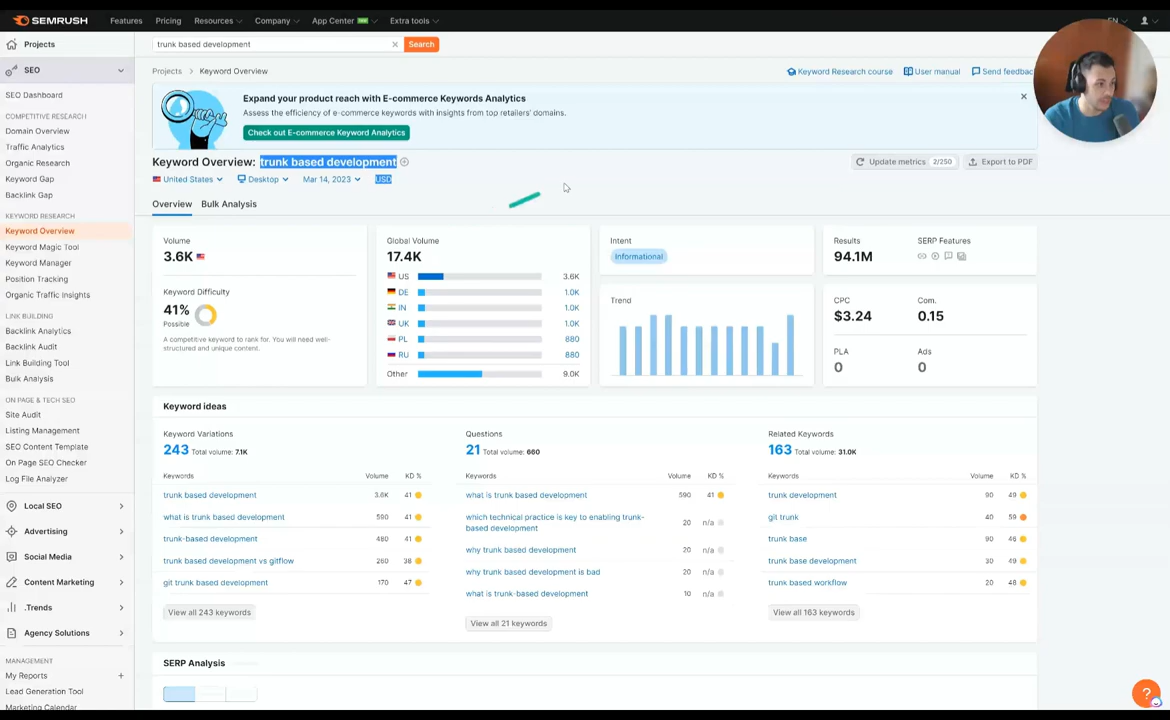 SEMRUSH
Features
Pricing
Resources
Company
App Center
NEW
Extra tools
EN
Projects
SEO
SEO Dashboard
COMPETITIVE RESEARCH
Domain Overview
Traffic Analytics
Organic Research
Keyword Gap
Backlink Gap
KEYWORD RESEARCH
Keyword Overview
Keyword Magic Tool
Keyword Manager
Position Tracking
Organic Traffic Insights
LINK BUILDING
Backlink Analytics
Backlink Audit
Link Building Tool
Bulk Analysis
ON PAGE & TECH SEO
Site Audit
Listing Management
SEO Content Template
On Page SEO Checker
Log File Analyzer
Local SEO
Advertising
Social Media
Content Marketing
.Trends
Agency Solutions
MANAGEMENT
My Reports +
Lead Generation Tool
Marketing Calendar
trunk based development
Search
Projects > Keyword Overview
Keyword Research course
User manual
Send feedbac
Expand your product reach with E-commerce Keywords Analytics
Assess the efficiency of e-commerce keywords with insights from top retailers' domains.
Check out E-commerce Keyword Analytics
Keyword Overview: trunk based development
Update metrics 2/250
Export to PDF
United States
Desktop
Mar 14, 2023
USD
Overview
Bulk Analysis
Volume
3.6K
Keyword Difficulty
41%
Possible
A competitive keyword to rank for. You will need well-
structured and unique content.
Global Volume
17.4K
US 3.6K
DE 1.0K
IN 1.0K
UK 1.0K
PL 880
RU 880
Other 9.0K
Intent
Informational
Trend
Results
94.1M
SERP Features
CPC
$3.24
Com.
0.15
PLA
0
Ads
0
Keyword ideas
Keyword Variations
243 Total volume: 7.1K
Keywords Volume KD %
trunk based development 3.6K 41
what is trunk based development 590 41
trunk-based development 480 41
trunk based development vs gitflow 260 38
git trunk based development 170 47
View all 243 keywords
Questions
21 Total volume: 660
Keywords Volume KD %
what is trunk based development 590 41
which technical practice is key to enabling trunk-
based development 20 n/a
why trunk based development 20 n/a
why trunk based development is bad 20 n/a
what is trunk-based development 10 n/a
View all 21 keywords
Related Keywords
163 Total volume: 31.0K
Keywords Volume KD %
trunk development 90 49
git trunk 40 59
trunk base 90 46
trunk base development 30 49
trunk based workflow 20 48
View all 163 keywords
SERP Analysis
?